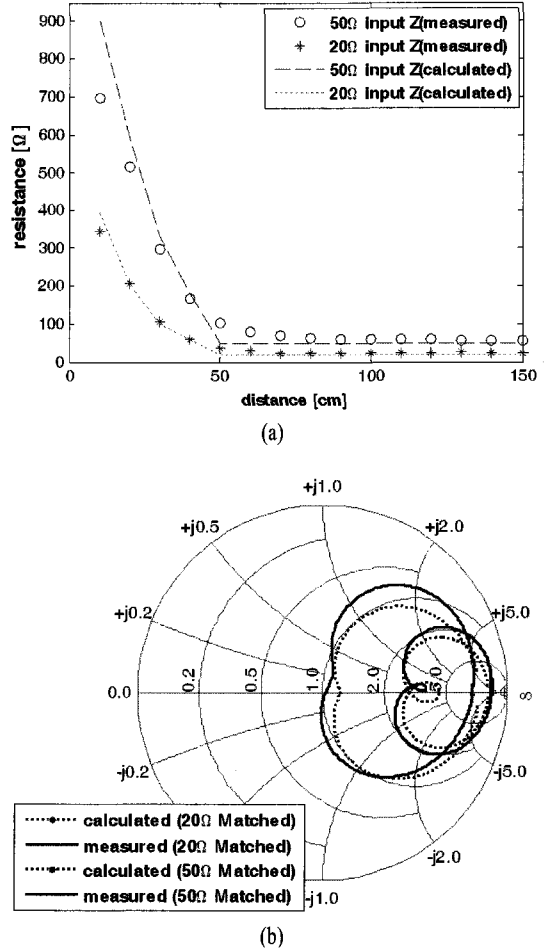 900
800
700
600
500
400
300
200
100
0
resistance [Ω]
50Ω Input Z(measured)
20Ω Input Z(measured)
50Ω Input Z(calculated)
20Ω Input Z(calculated)
0 50 100 150
distance [cm]
(a)
+j1.0
+j0.5 +j2.0
+j0.2 +j5.0
0.0 0.2 0.5 1.0 2.0 5.0 ∞
-j0.2 -j5.0
-j2.0
-j1.0
calculated (20Ω Matched)
measured (20Ω Matched)
calculated (50Ω Matched)
measured (50Ω Matched)
(b)